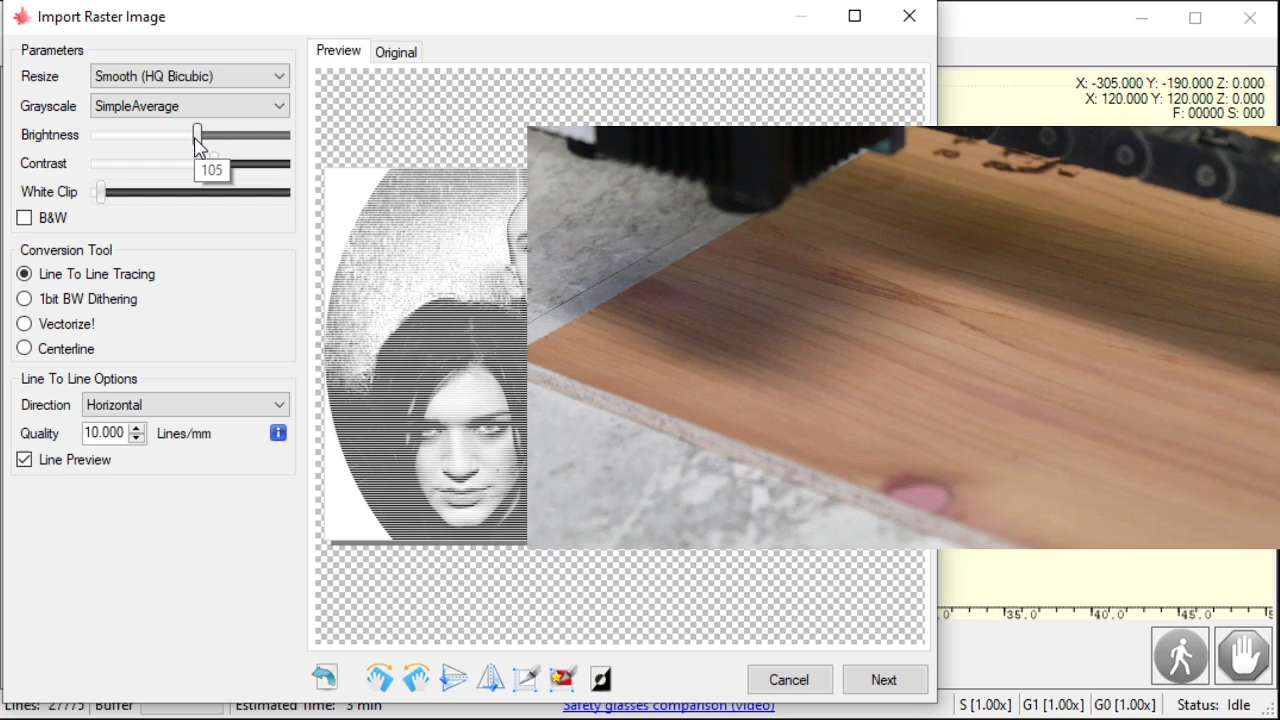 Import Raster Image
Parameters
Resize Smooth (HQ Bicubic)
Grayscale SimpleAverage
Brightness
Contrast
105
White Clip
B&W
Conversion Tool
Line To Line Tracing
1bit BW Dithering
Vectorize!
Centerline
Line To Line Options
Direction Horizontal
Quality 10.000 Lines/mm
Line Preview
Preview Original
X: -305.000 Y: -190.000 Z: 0.000
X: 120.000 Y: 120.000 Z: 0.000
F: 00000 S: 000
35.0 40.0 45.0
Cancel Next
Lines: 27775 Buffer Estimated Time: 3 min Safety glasses comparison (video) S [1.00x] G1 [1.00x] G0 [1.00x] Status: Idle